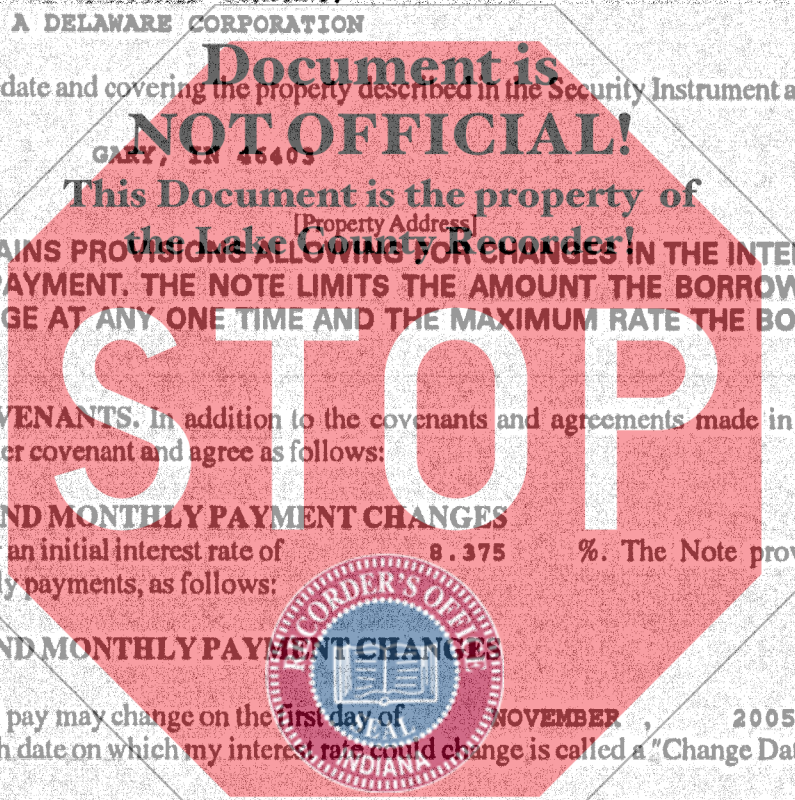 A DELAWARE CORPORATION
Document is
date and covering the property described in the Security Instrument a
NOT OFFICIAL!
GARY, IN 46403
This Document is the property of
[Property Address]
the Lake County Recorder!
AINS PROVISIONS ALLOWING FOR CHANGES IN THE INTE
PAYMENT. THE NOTE LIMITS THE AMOUNT THE BORROW
GE AT ANY ONE TIME AND THE MAXIMUM RATE THE BO
STOP
VENANTS. In addition to the covenants and agreements made in
er covenant and agree as follows:
ND MONTHLY PAYMENT CHANGES
an initial interest rate of 8.375 %. The Note prov
ly payments, as follows:
RECORDER'S OFFICE
ND MONTHLY PAYMENT CHANGES
SEAL
pay may change on the first day of NOVEMBER , 2005
h date on which my interest rate could change is called a "Change Dat
INDIANA